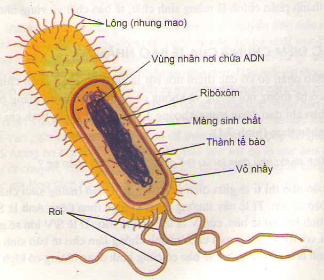 Lông (nhung mao)
Vùng nhân nơi chứa ADN
Ribôxôm
Màng sinh chất
Thành tế bào
Vỏ nhầy
Roi